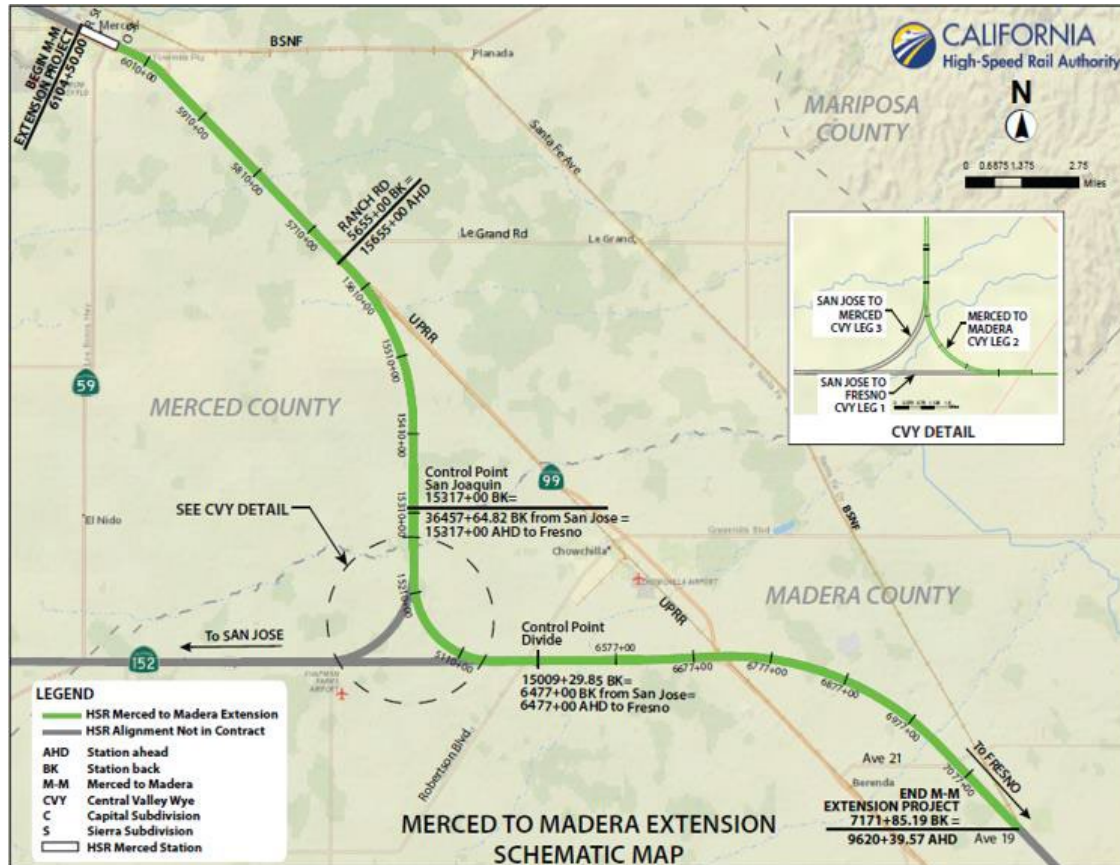 CALIFORNIA
High-Speed Rail Authority
N
0 0.6875 1.375 2.75
Miles
MARIPOSA
COUNTY
Merced
R St
BSNF
Planada
BEGIN M-M
EXTENSION PROJECT
6104+50.00
6010+00
5910+00
5810+00
5710+00
Santa Fe Ave
RANCH RD
5655+00 BK =
15655+00 AHD
Le Grand Rd
Le Grand
15610+00
UPRR
15510+00
59
MERCED COUNTY
15410+00
SAN JOSE TO
MERCED
CVY LEG 3
MERCED TO
MADERA
CVY LEG 2
SAN JOSE TO
FRESNO
CVY LEG 1
CVY DETAIL
Control Point
San Joaquin
15317+00 BK=
36457+64.82 BK from San Jose =
15317+00 AHD to Fresno
15310+00
99
SEE CVY DETAIL
El Nido
BSNF
Chowchilla
CHOWCHILLA AIRPORT
MADERA COUNTY
15210+00
UPRR
To SAN JOSE
152
5110+00
Control Point
Divide
6577+00
6677+00
6777+00
6877+00
6977+00
7077+00
15009+29.85 BK=
6477+00 BK from San Jose=
6477+00 AHD to Fresno
Robertson Blvd.
Ave 21
Berenda
To FRESNO
END M-M
EXTENSION PROJECT
7171+85.19 BK =
9620+39.57 AHD
Ave 19
LEGEND
HSR Merced to Madera Extension
HSR Alignment Not in Contract
AHD Station ahead
BK Station back
M-M Merced to Madera
CVY Central Valley Wye
C Capital Subdivision
S Sierra Subdivision
HSR Merced Station
MERCED TO MADERA EXTENSION
SCHEMATIC MAP